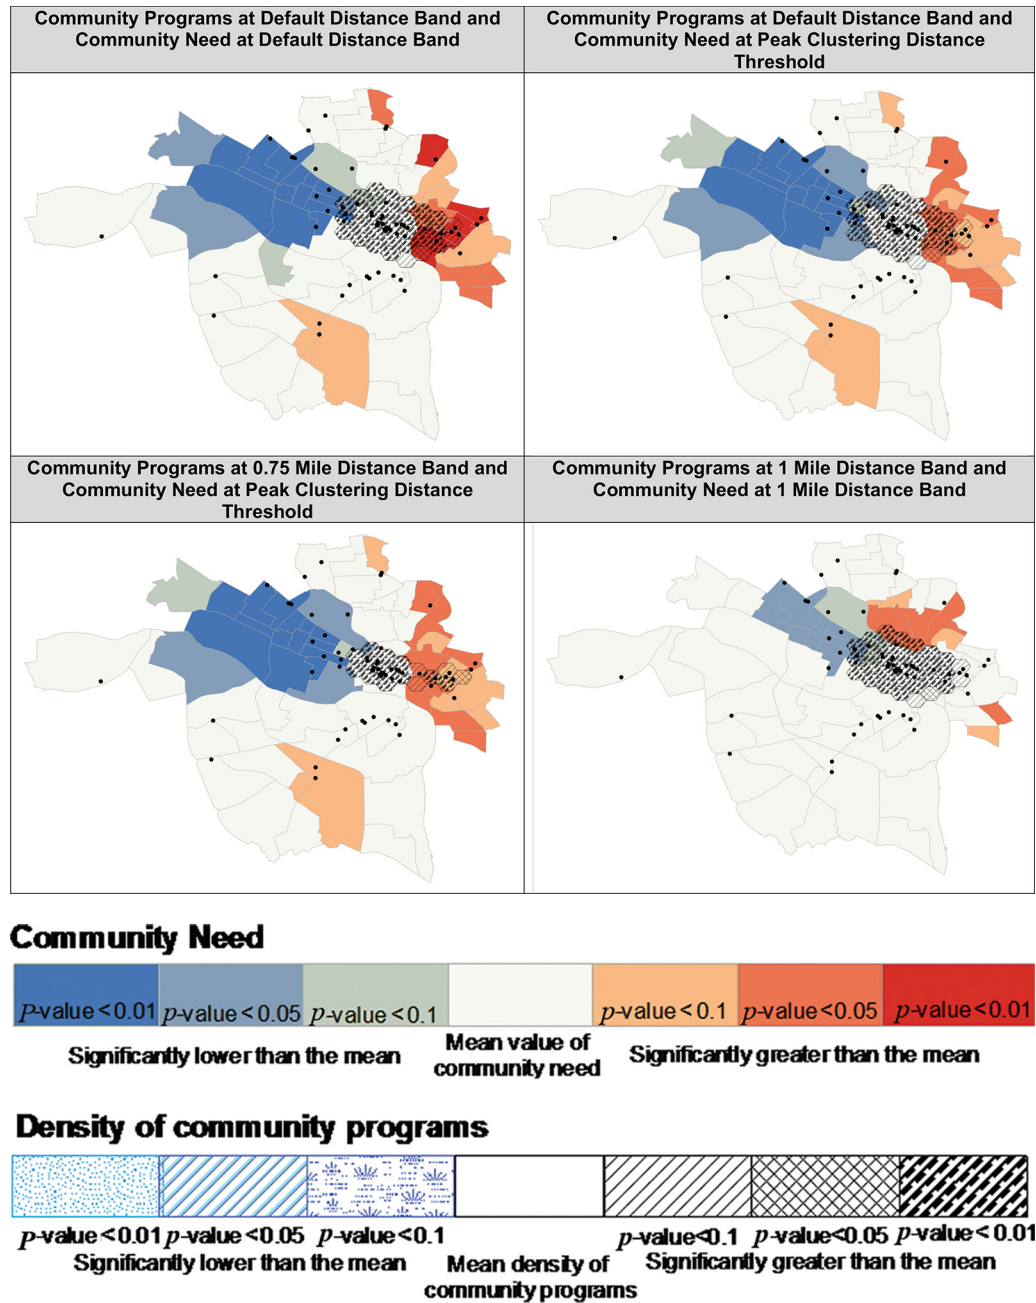 Community Programs at Default Distance Band and
Community Need at Default Distance Band
Community Programs at Default Distance Band and
Community Need at Peak Clustering Distance
Threshold
Community Programs at 0.75 Mile Distance Band and
Community Need at Peak Clustering Distance
Threshold
Community Programs at 1 Mile Distance Band and
Community Need at 1 Mile Distance Band
Community Need
p-value<0.01 p-value<0.05 p-value<0.1 p-value<0.1 p-value<0.05 p-value<0.01
Significantly lower than the mean
Mean value of
community need
Significantly greater than the mean
Density of community programs
p-value<0.01 p-value<0.05 p-value<0.1 p-value<0.1 p-value<0.05 p-value<0.01
Significantly lower than the mean
Mean density of
community programs
Significantly greater than the mean